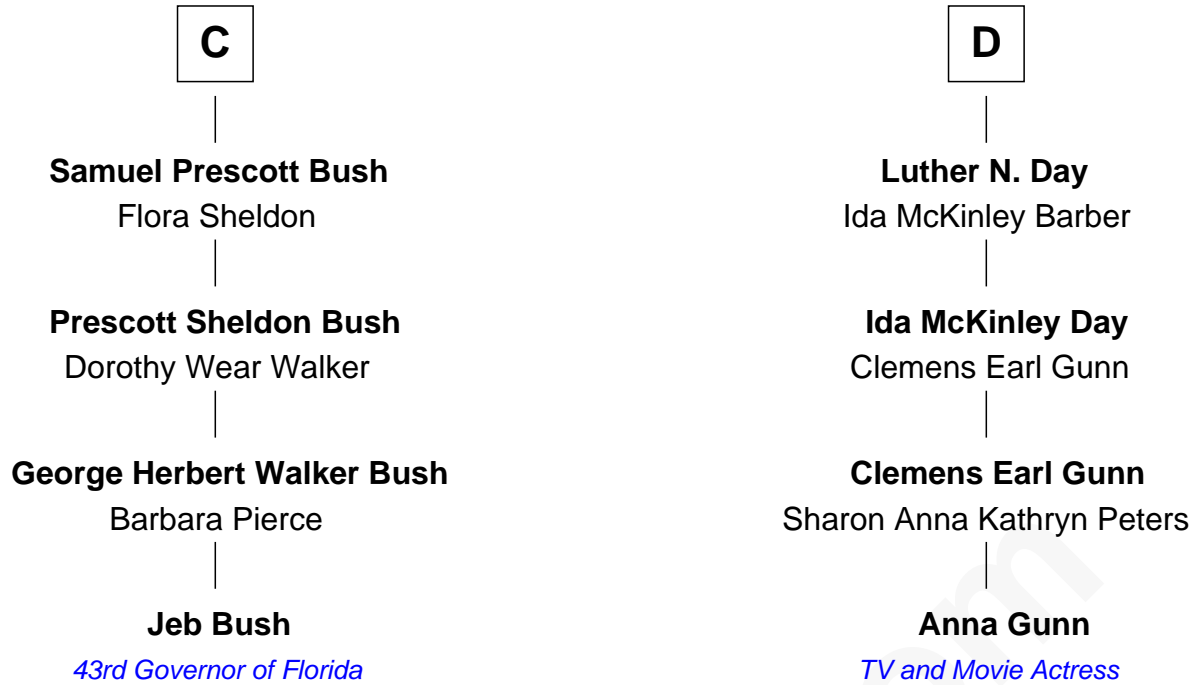 C
Samuel Prescott Bush
Flora Sheldon
Prescott Sheldon Bush
Dorothy Wear Walker
George Herbert Walker Bush
Barbara Pierce
Jeb Bush
43rd Governor of Florida
D
Luther N. Day
Ida McKinley Barber
Ida McKinley Day
Clemens Earl Gunn
Clemens Earl Gunn
Sharon Anna Kathryn Peters
Anna Gunn
TV and Movie Actress